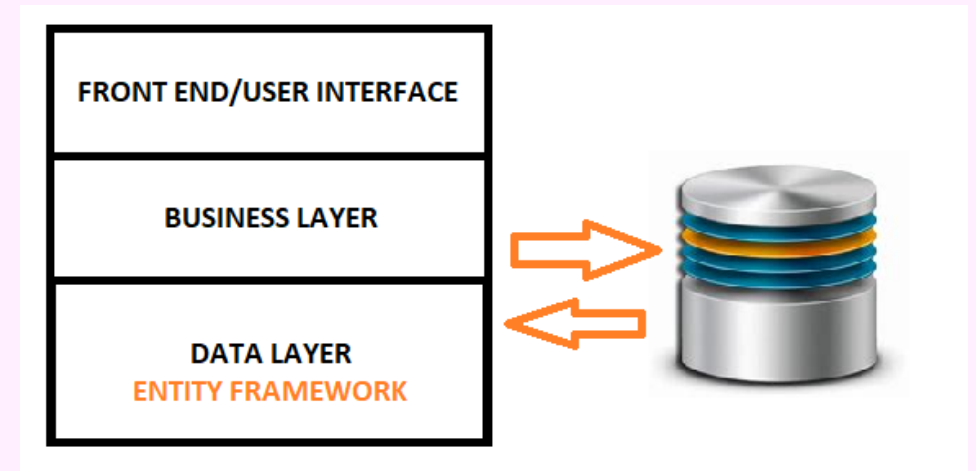 FRONT END/USER INTERFACE
BUSINESS LAYER
DATA LAYER
ENTITY FRAMEWORK